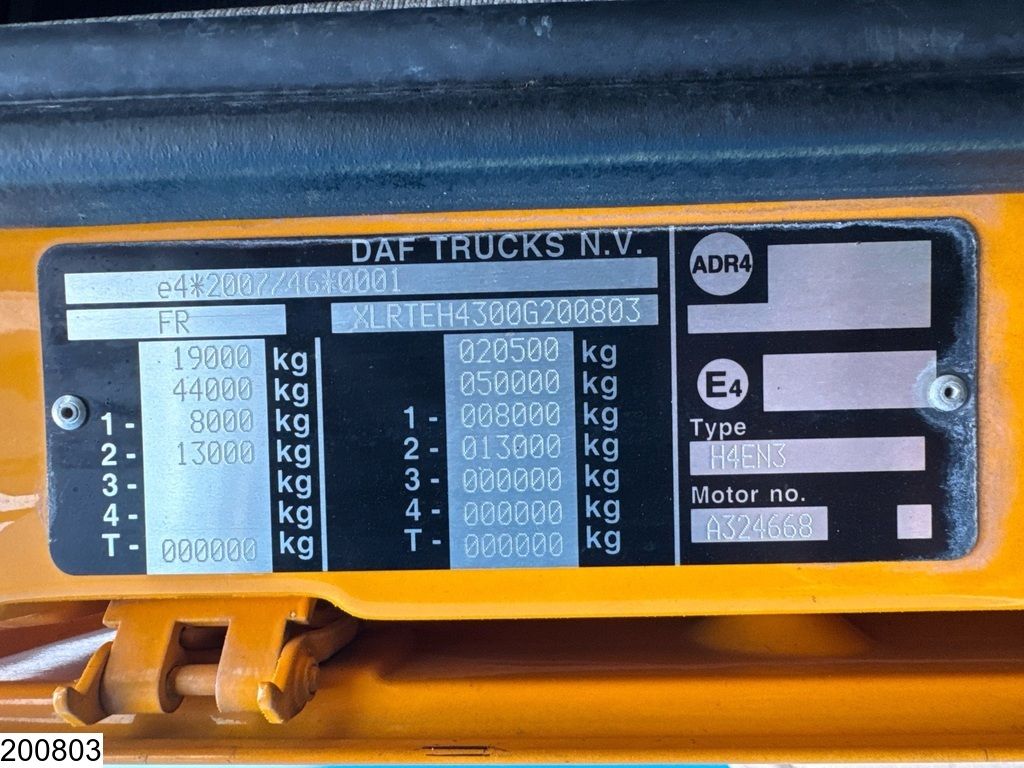 DAF TRUCKS N.V.
e4*2007/46*0001
FR XLRTEH4300G200803
19000 kg 020500 kg
44000 kg 050000 kg
1- 8000 kg 1- 008000 kg
2- 13000 kg 2- 013000 kg
3- kg 3- 000000 kg
4- kg 4- 000000 kg
T- 000000 kg T- 000000 kg
ADR4
E4
Type
H4EN3
Motor no.
A324668
200803